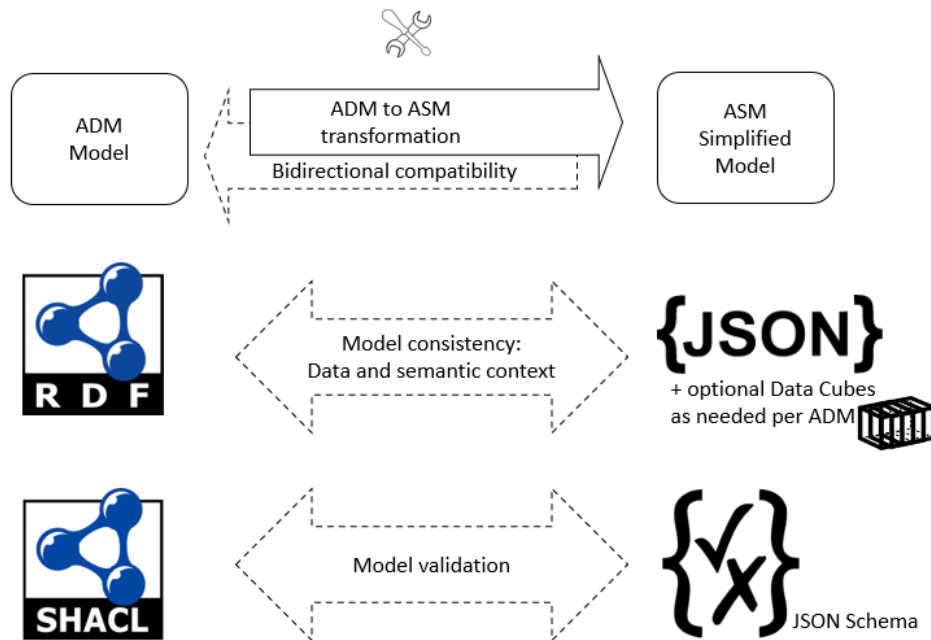 ADM
Model
ADM to ASM
transformation
Bidirectional compatibility
ASM
Simplified
Model
RDF
Model consistency:
Data and semantic context
{JSON}
+ optional Data Cubes
as needed per ADM
SHACL
Model validation
JSON Schema